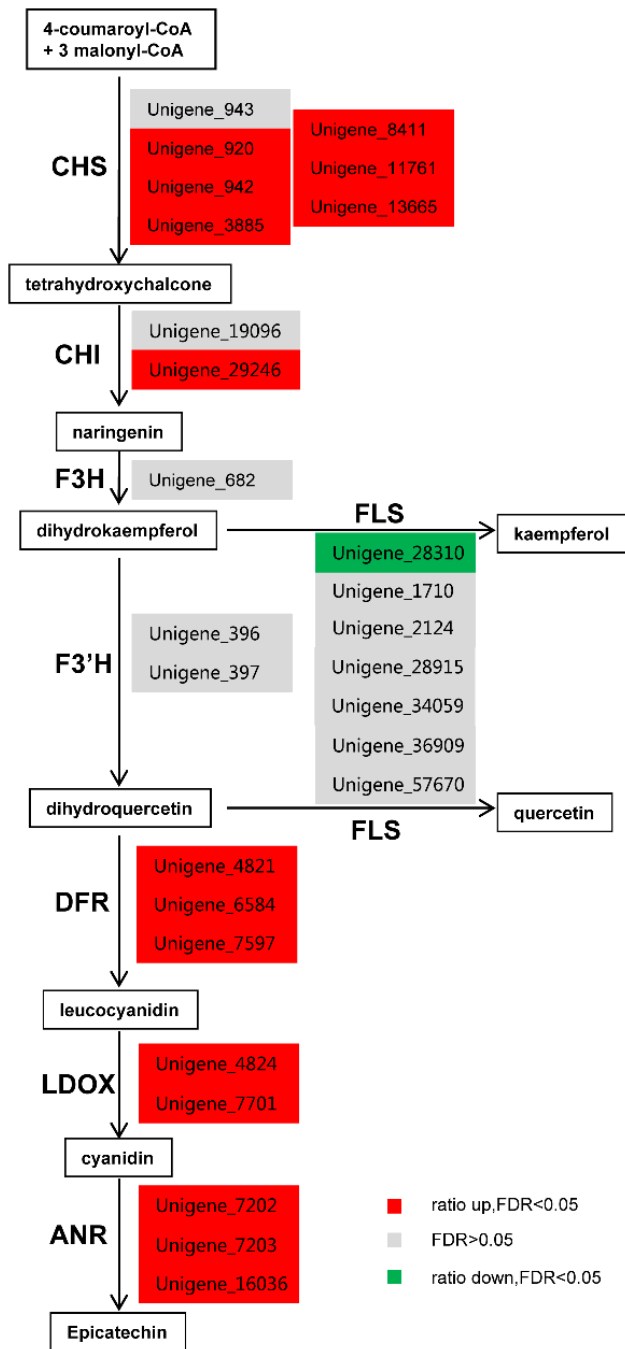 4-coumaroyl-CoA
+ 3 malonyl-CoA
CHS
Unigene_943
Unigene_920
Unigene_942
Unigene_3885
Unigene_8411
Unigene_11761
Unigene_13665
tetrahydroxychalcone
CHI
Unigene_19096
Unigene_29246
naringenin
F3H
Unigene_682
dihydrokaempferol
FLS
kaempferol
Unigene_28310
Unigene_1710
Unigene_2124
Unigene_28915
Unigene_34059
Unigene_36909
Unigene_57670
F3’H
Unigene_396
Unigene_397
dihydroquercetin
FLS
quercetin
DFR
Unigene_4821
Unigene_6584
Unigene_7597
leucocyanidin
LDOX
Unigene_4824
Unigene_7701
cyanidin
ANR
Unigene_7202
Unigene_7203
Unigene_16036
Epicatechin
ratio up,FDR<0.05
FDR>0.05
ratio down,FDR<0.05